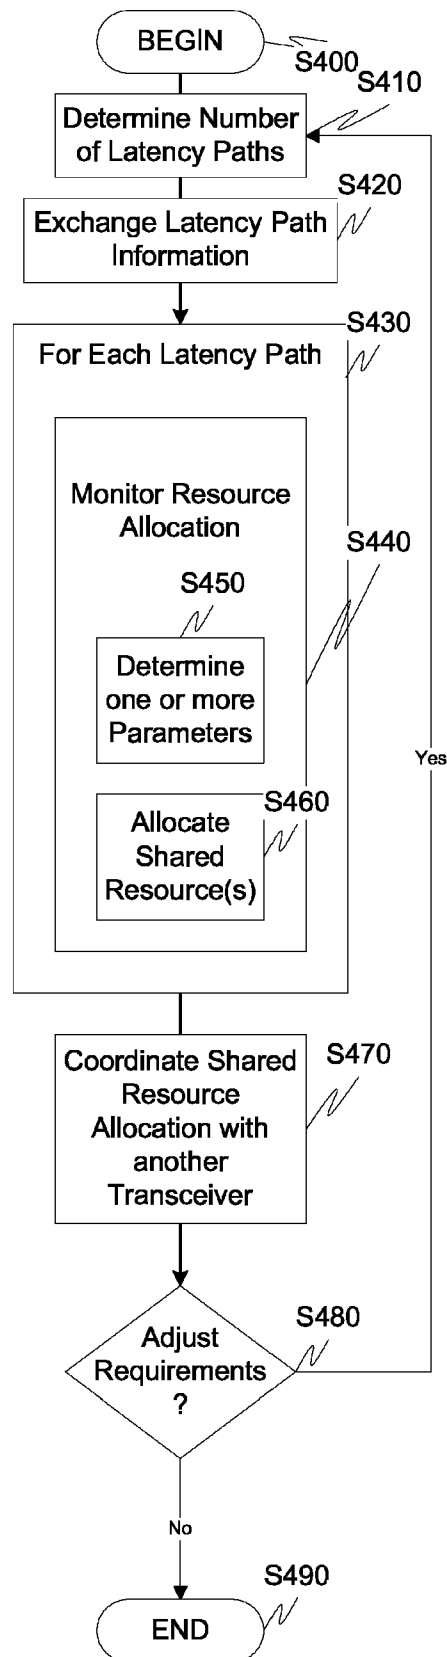 BEGIN
S400
S410
Determine Number
of Latency Paths
S420
Exchange Latency Path
Information
S430
For Each Latency Path
Monitor Resource
Allocation
S440
S450
Determine
one or more
Parameters
Yes
S460
Allocate
Shared
Resource(s)
Coordinate Shared
Resource
Allocation with
another
Transceiver
S470
S480
Adjust
Requirements
?
No
S490
END